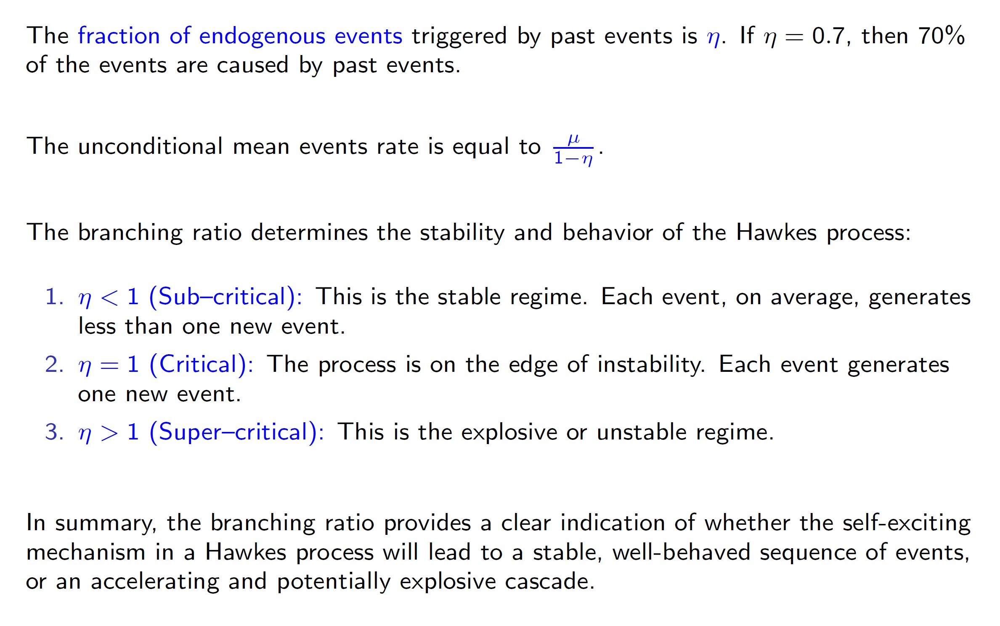 The fraction of endogenous events triggered by past events is η. If η = 0.7, then 70%
of the events are caused by past events.
The unconditional mean events rate is equal to $\frac{\mu}{1-\eta}$.
The branching ratio determines the stability and behavior of the Hawkes process:
1. η < 1 (Sub–critical): This is the stable regime. Each event, on average, generates
less than one new event.
2. η = 1 (Critical): The process is on the edge of instability. Each event generates
one new event.
3. η > 1 (Super–critical): This is the explosive or unstable regime.
In summary, the branching ratio provides a clear indication of whether the self-exciting
mechanism in a Hawkes process will lead to a stable, well-behaved sequence of events,
or an accelerating and potentially explosive cascade.